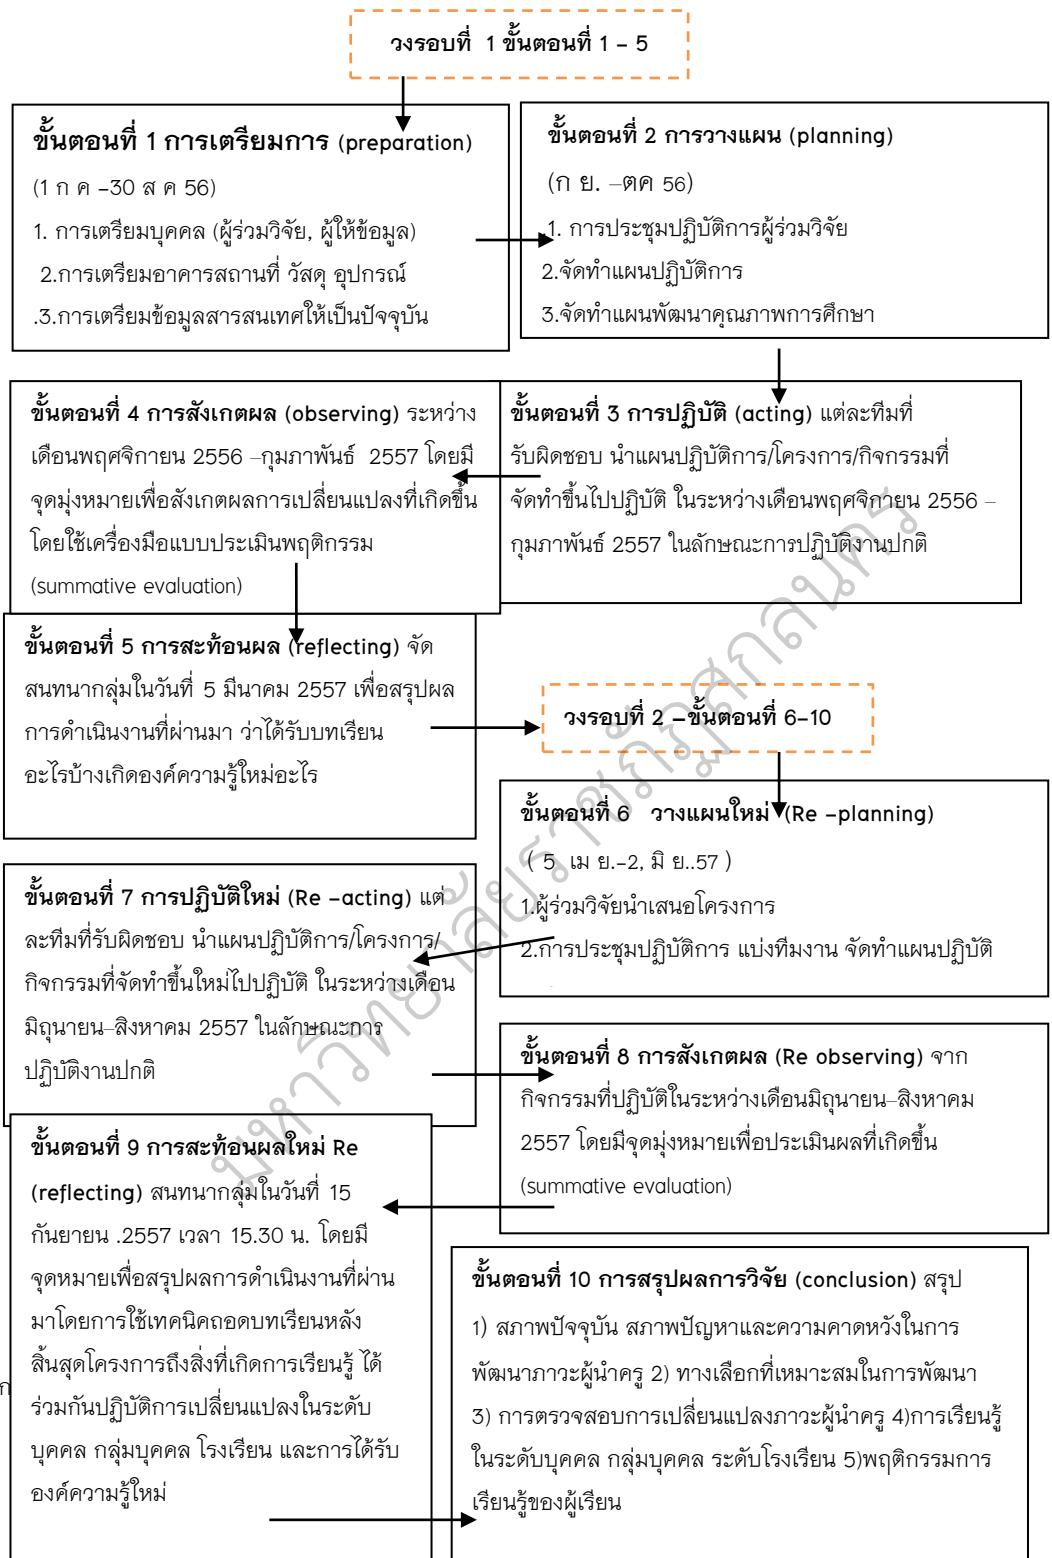 วงรอบที่ 1 ขั้นตอนที่ 1 – 5
ขั้นตอนที่ 1 การเตรียมการ (preparation)
(1 ก ค –30 ส ค 56)
1. การเตรียมบุคคล (ผู้ร่วมวิจัย, ผู้ให้ข้อมูล)
2.การเตรียมอาคารสถานที่ วัสดุ อุปกรณ์
.3.การเตรียมข้อมูลสารสนเทศให้เป็นปัจจุบัน
ขั้นตอนที่ 2 การวางแผน (planning)
(ก ย. –ตค 56)
.1. การประชุมปฏิบัติการผู้ร่วมวิจัย
2.จัดทำแผนปฏิบัติการ
3.จัดทำแผนพัฒนาคุณภาพการศึกษา
ขั้นตอนที่ 3 การปฏิบัติ (acting) แต่ละทีมที่
รับผิดชอบ นำแผนปฏิบัติการ/โครงการ/กิจกรรมที่
จัดทำขึ้นไปปฏิบัติ ในระหว่างเดือนพฤศจิกายน 2556 –
กุมภาพันธ์ 2557 ในลักษณะการปฏิบัติงานปกติ
ขั้นตอนที่ 4 การสังเกตผล (observing) ระหว่าง
เดือนพฤศจิกายน 2556 –กุมภาพันธ์ 2557 โดยมี
จุดมุ่งหมายเพื่อสังเกตผลการเปลี่ยนแปลงที่เกิดขึ้น
โดยใช้เครื่องมือแบบประเมินพฤติกรรม
(summative evaluation)
ขั้นตอนที่ 5 การสะท้อนผล (reflecting) จัด
สนทนากลุ่มในวันที่ 5 มีนาคม 2557 เพื่อสรุปผล
การดำเนินงานที่ผ่านมา ว่าได้รับบทเรียน
อะไรบ้างเกิดองค์ความรู้ใหม่อะไร
วงรอบที่ 2 –ขั้นตอนที่ 6–10
ขั้นตอนที่ 6 วางแผนใหม่ (Re –planning)
( 5 เม ย.–2, มิ ย..57 )
1.ผู้ร่วมวิจัยนำเสนอโครงการ
2.การประชุมปฏิบัติการ แบ่งทีมงาน จัดทำแผนปฏิบัติ
ขั้นตอนที่ 7 การปฏิบัติใหม่ (Re –acting) แต่
ละทีมที่รับผิดชอบ นำแผนปฏิบัติการ/โครงการ/
กิจกรรมที่จัดทำขึ้นใหม่ไปปฏิบัติ ในระหว่างเดือน
มิถุนายน–สิงหาคม 2557 ในลักษณะการ
ปฏิบัติงานปกติ
ขั้นตอนที่ 8 การสังเกตผล (Re observing) จาก
กิจกรรมที่ปฏิบัติในระหว่างเดือนมิถุนายน–สิงหาคม
2557 โดยมีจุดมุ่งหมายเพื่อประเมินผลที่เกิดขึ้น
(summative evaluation)
ขั้นตอนที่ 9 การสะท้อนผลใหม่ Re
(reflecting) สนทนากลุ่มในวันที่ 15
กันยายน .2557 เวลา 15.30 น. โดยมี
จุดหมายเพื่อสรุปผลการดำเนินงานที่ผ่าน
มาโดยการใช้เทคนิคถอดบทเรียนหลัง
สิ้นสุดโครงการถึงสิ่งที่เกิดการเรียนรู้ ได้
ร่วมกันปฏิบัติการเปลี่ยนแปลงในระดับ
บุคคล กลุ่มบุคคล โรงเรียน และการได้รับ
องค์ความรู้ใหม่
ก
ขั้นตอนที่ 10 การสรุปผลการวิจัย (conclusion) สรุป
1) สภาพปัจจุบัน สภาพปัญหาและความคาดหวังในการ
พัฒนาภาวะผู้นำครู 2) ทางเลือกที่เหมาะสมในการพัฒนา
3) การตรวจสอบการเปลี่ยนแปลงภาวะผู้นำครู 4)การเรียนรู้
ในระดับบุคคล กลุ่มบุคคล ระดับโรงเรียน 5)พฤติกรรมการ
เรียนรู้ของผู้เรียน
มหาวิทยาลัยราชภัฏสกลนคร